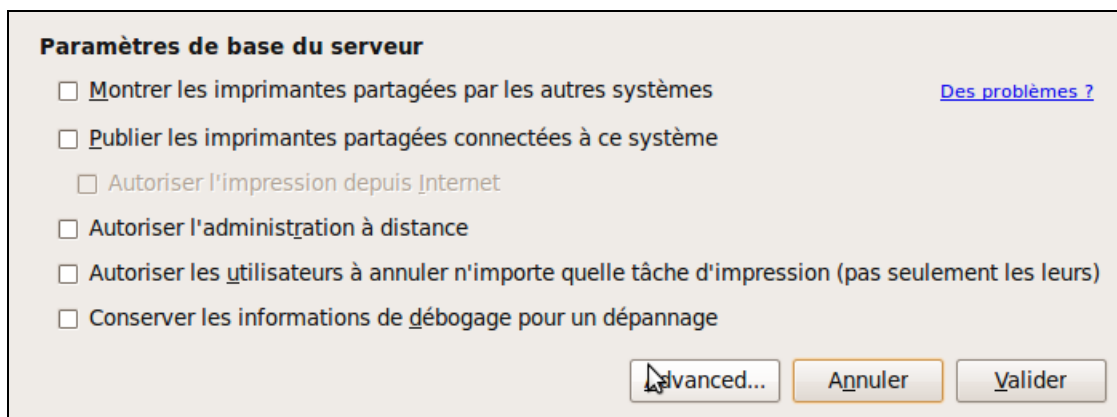 Paramètres de base du serveur
Montrer les imprimantes partagées par les autres systèmes Des problèmes ?
Publier les imprimantes partagées connectées à ce système
Autoriser l'impression depuis Internet
Autoriser l'administration à distance
Autoriser les utilisateurs à annuler n'importe quelle tâche d'impression (pas seulement les leurs)
Conserver les informations de débogage pour un dépannage
Advanced... Annuler Valider